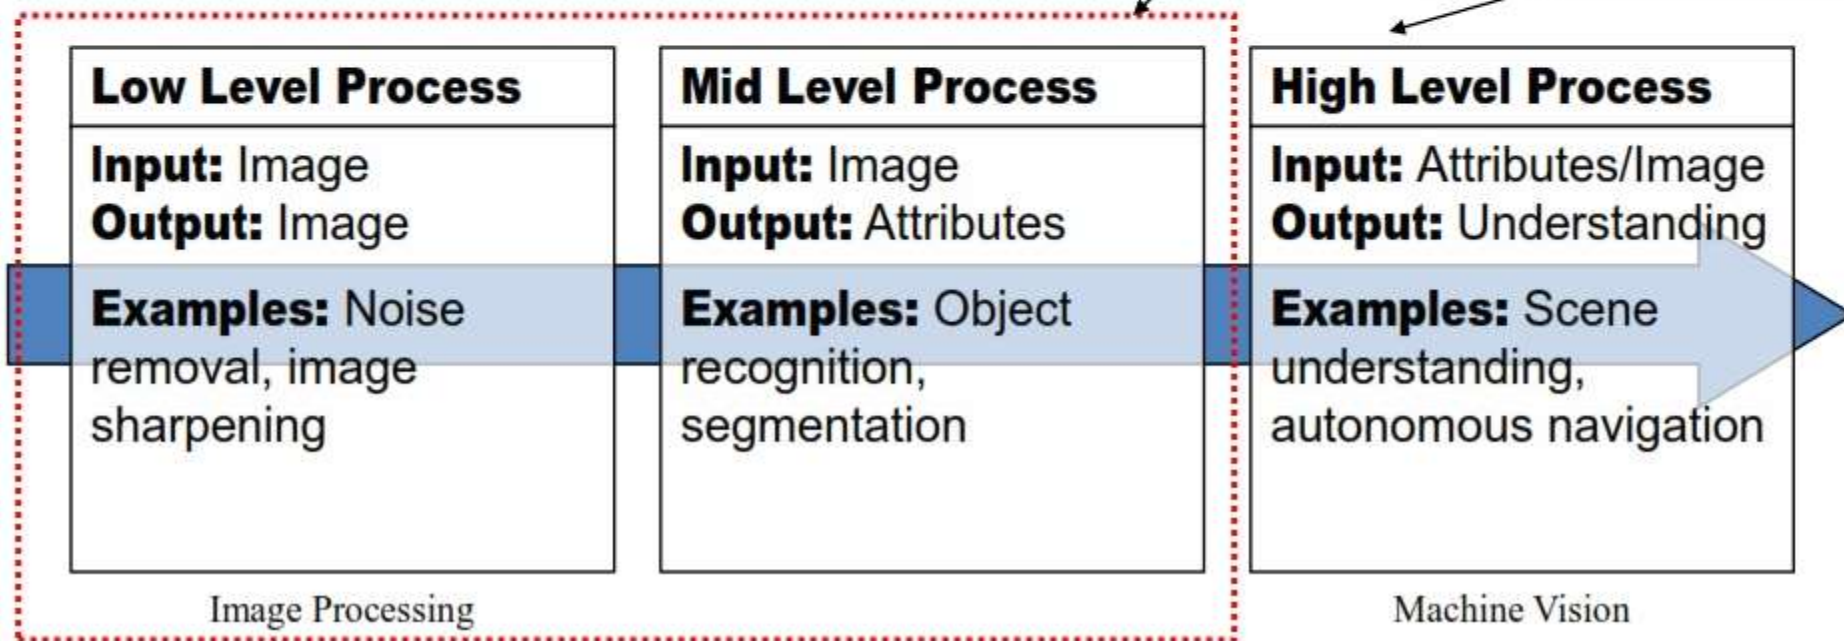 Low Level Process
Input: Image
Output: Image
Examples: Noise
removal, image
sharpening
Mid Level Process
Input: Image
Output: Attributes
Examples: Object
recognition,
segmentation
High Level Process
Input: Attributes/Image
Output: Understanding
Examples: Scene
understanding,
autonomous navigation
Image Processing
Machine Vision